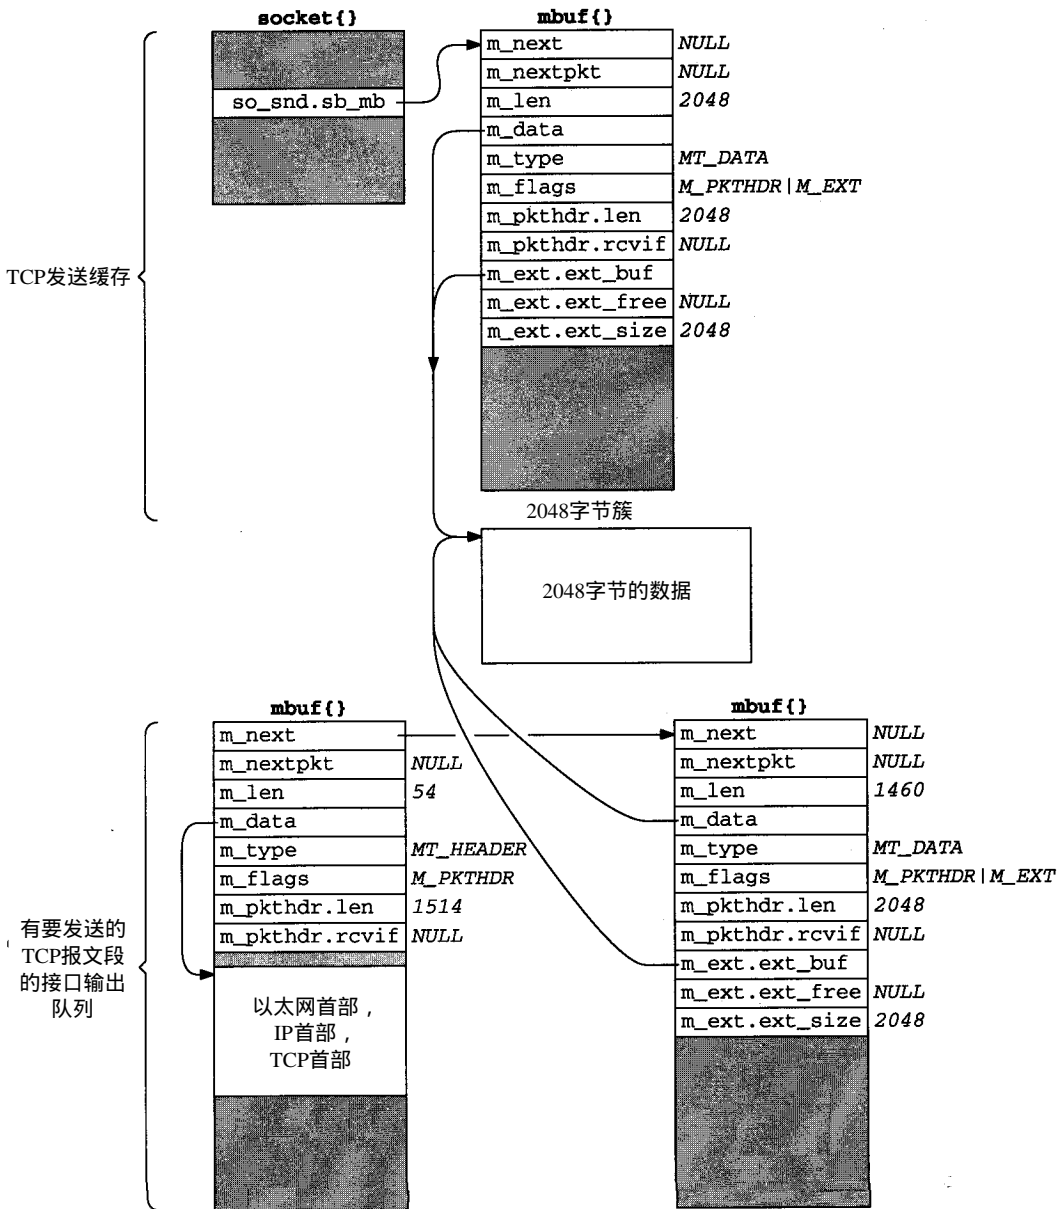 socket{}
so_snd.sb_mb
TCP发送缓存
mbuf{}
m_next NULL
m_nextpkt NULL
m_len 2048
m_data
m_type MT_DATA
m_flags M_PKTHDR|M_EXT
m_pkthdr.len 2048
m_pkthdr.rcvif NULL
m_ext.ext_buf
m_ext.ext_free NULL
m_ext.ext_size 2048
2048字节簇
2048字节的数据
有要发送的
TCP报文段
的接口输出
队列
mbuf{}
m_next
m_nextpkt NULL
m_len 54
m_data
m_type MT_HEADER
m_flags M_PKTHDR
m_pkthdr.len 1514
m_pkthdr.rcvif NULL
以太网首部，
IP首部，
TCP首部
mbuf{}
m_next NULL
m_nextpkt NULL
m_len 1460
m_data
m_type MT_DATA
m_flags M_PKTHDR|M_EXT
m_pkthdr.len 2048
m_pkthdr.rcvif NULL
m_ext.ext_buf
m_ext.ext_free NULL
m_ext.ext_size 2048